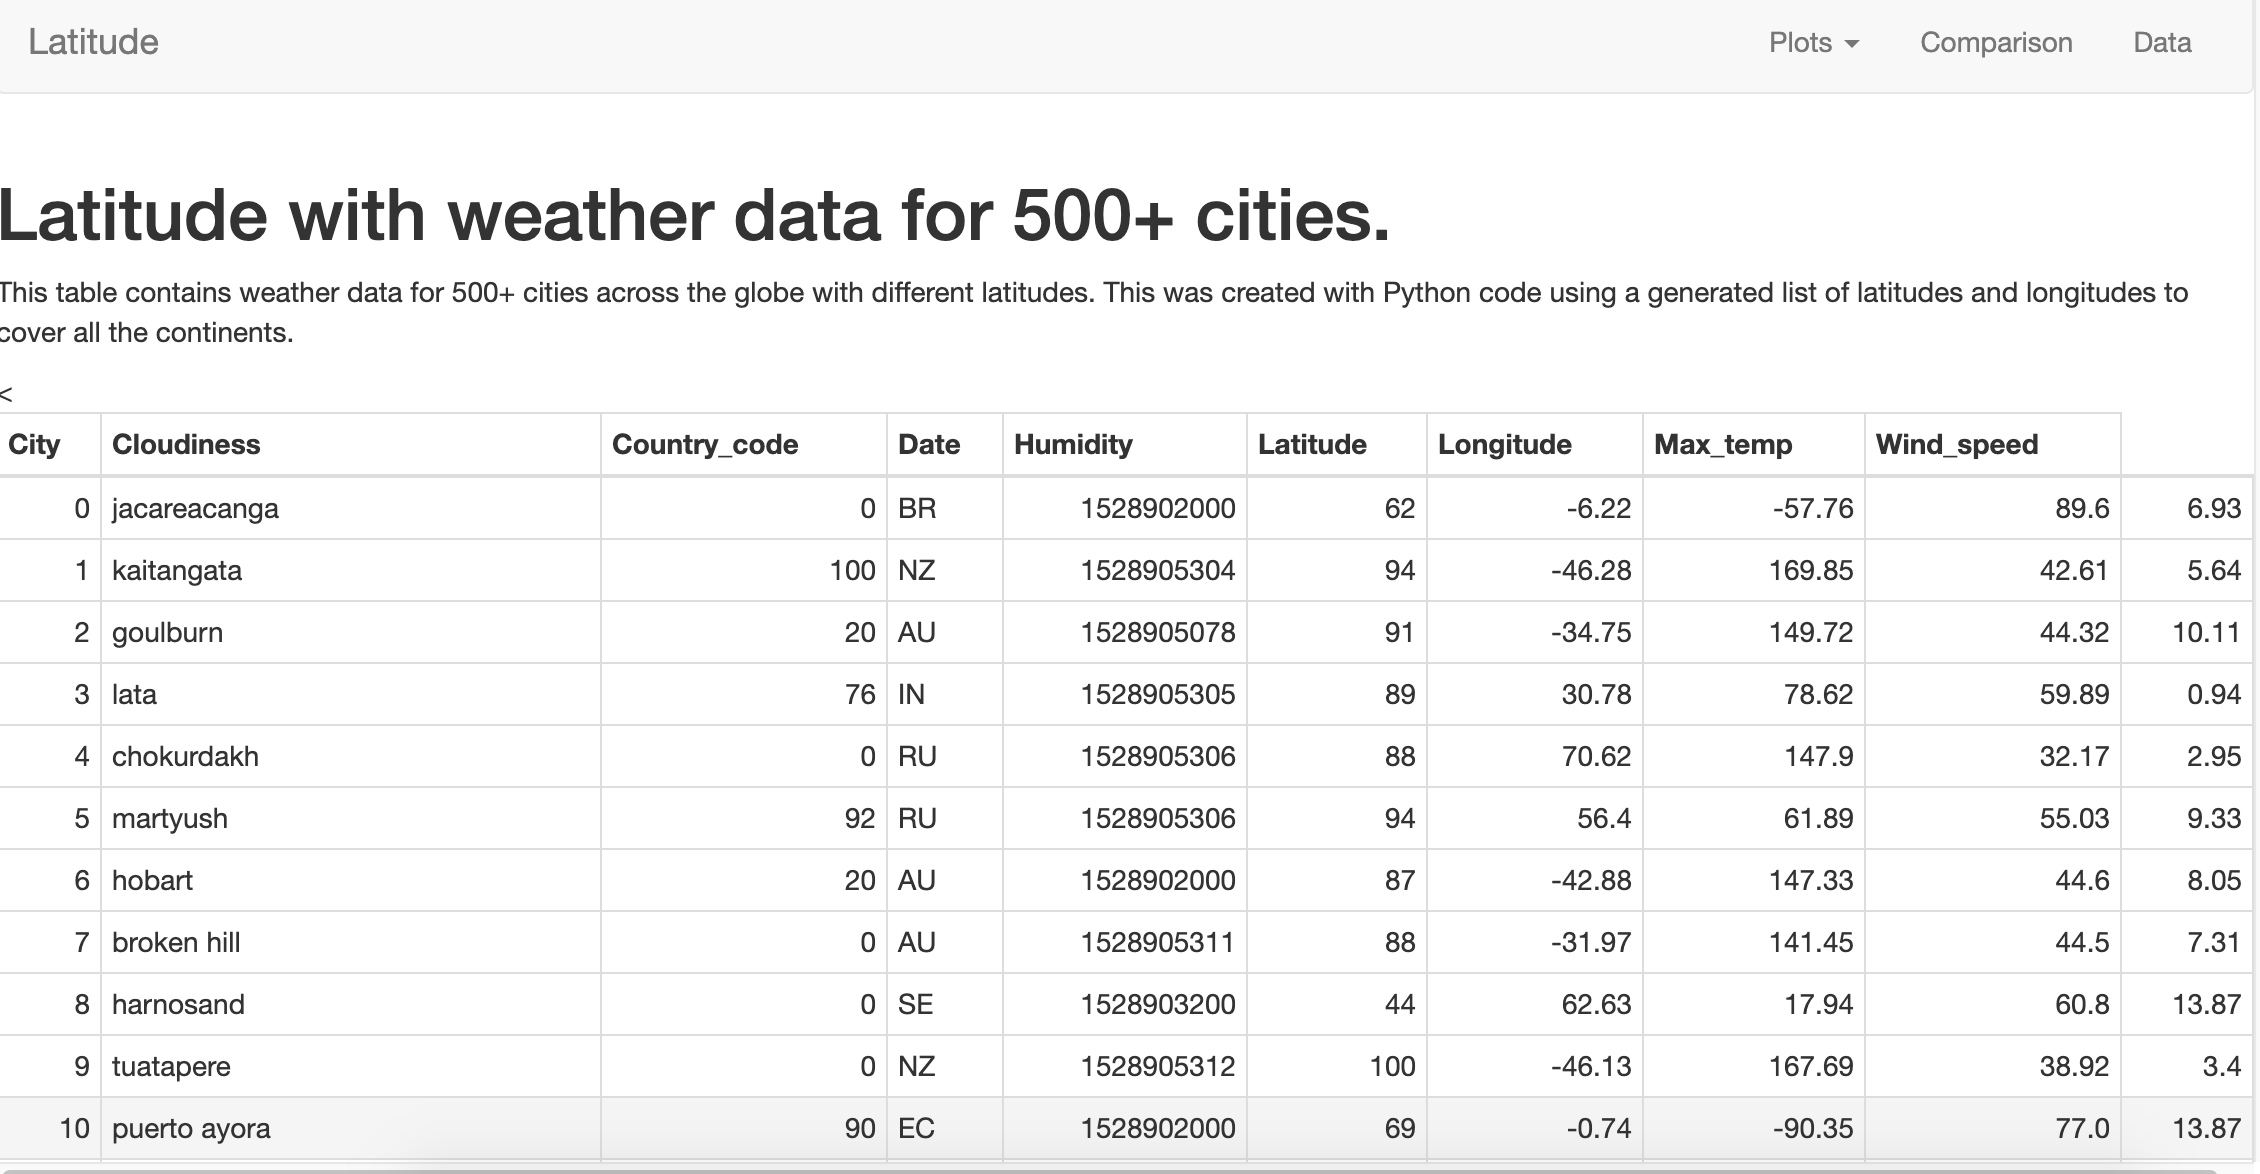 Latitude Plots Comparison Data
Latitude with weather data for 500+ cities.
This table contains weather data for 500+ cities across the globe with different latitudes. This was created with Python code using a generated list of latitudes and longitudes to
cover all the continents.
<
City Cloudiness Country_code Date Humidity Latitude Longitude Max_temp Wind_speed
0 jacareacanga 0 BR 1528902000 62 -6.22 -57.76 89.6 6.93
1 kaitangata 100 NZ 1528905304 94 -46.28 169.85 42.61 5.64
2 goulburn 20 AU 1528905078 91 -34.75 149.72 44.32 10.11
3 lata 76 IN 1528905305 89 30.78 78.62 59.89 0.94
4 chokurdakh 0 RU 1528905306 88 70.62 147.9 32.17 2.95
5 martyush 92 RU 1528905306 94 56.4 61.89 55.03 9.33
6 hobart 20 AU 1528902000 87 -42.88 147.33 44.6 8.05
7 broken hill 0 AU 1528905311 88 -31.97 141.45 44.5 7.31
8 harnosand 0 SE 1528903200 44 62.63 17.94 60.8 13.87
9 tuatapere 0 NZ 1528905312 100 -46.13 167.69 38.92 3.4
10 puerto ayora 90 EC 1528902000 69 -0.74 -90.35 77.0 13.87